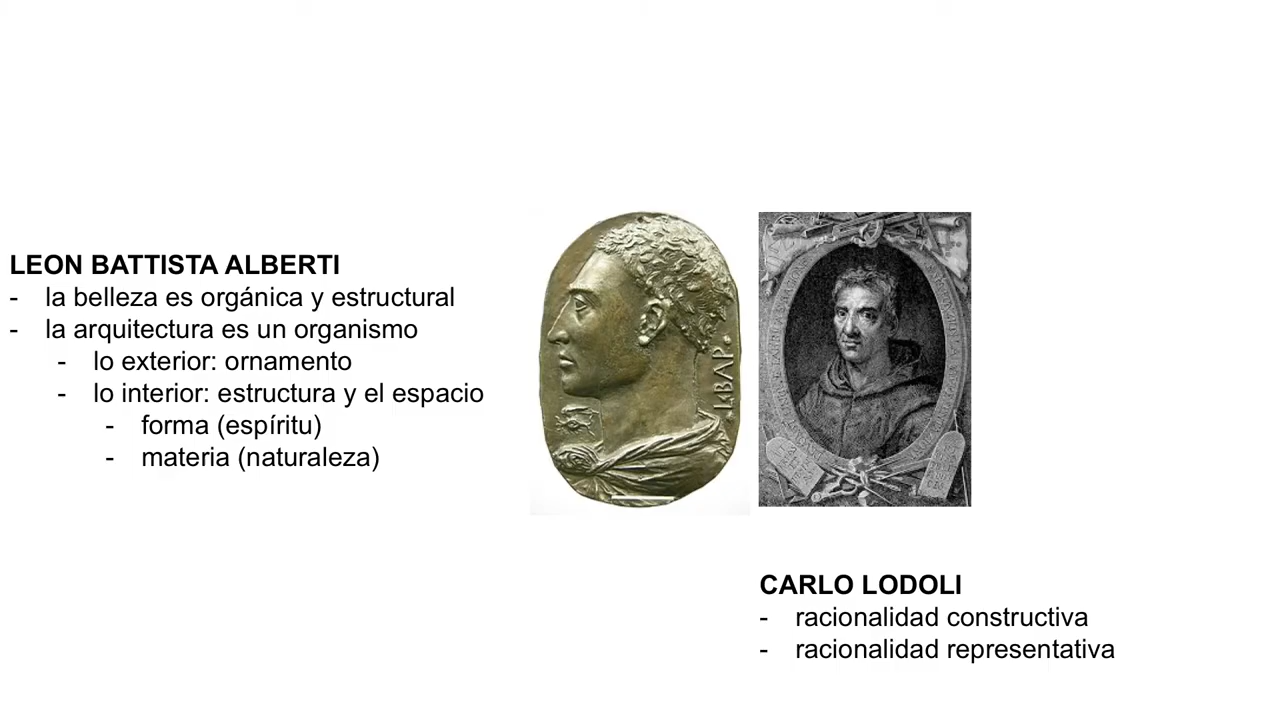 LEON BATTISTA ALBERTI
- la belleza es orgánica y estructural
- la arquitectura es un organismo
- lo exterior: ornamento
- lo interior: estructura y el espacio
- forma (espíritu)
- materia (naturaleza)
.L.BAP.
CARLO LODOLI
- racionalidad constructiva
- racionalidad representativa